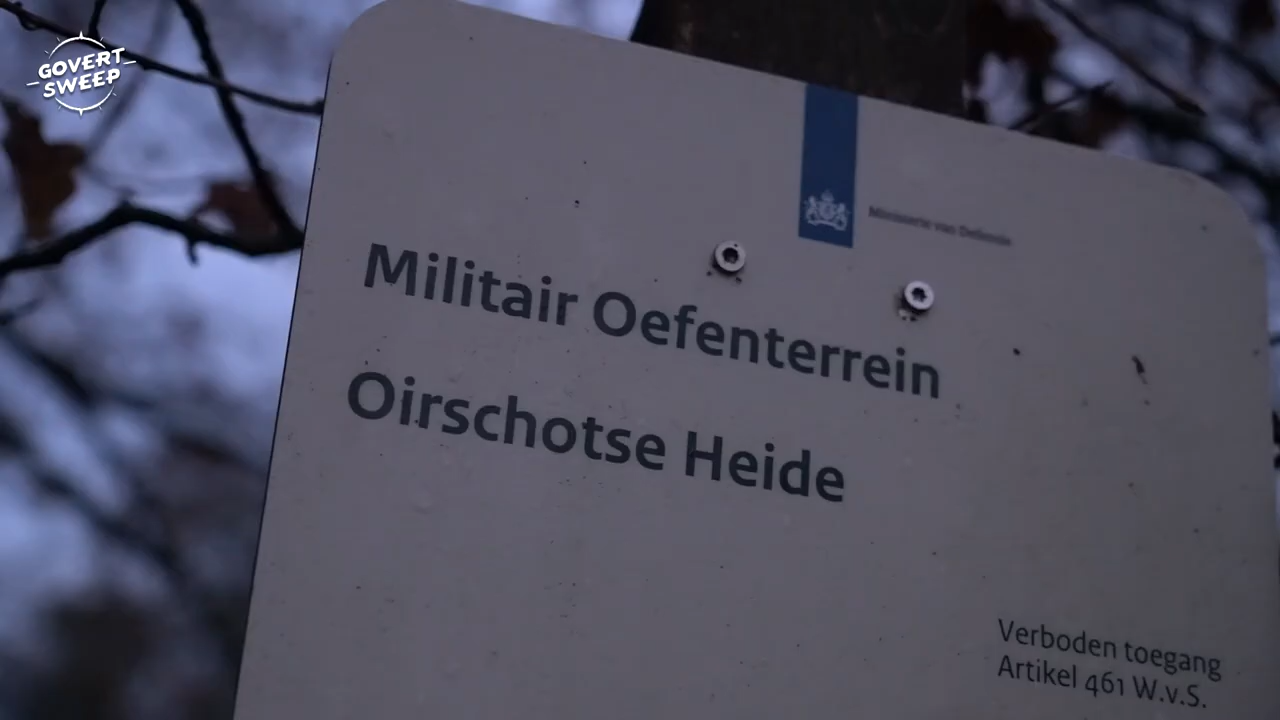 GOVERT
SWEEP
Ministerie van Defensie
Militair Oefenterrein
Oirschotse Heide
Verboden toegang
Artikel 461 W.v.S.